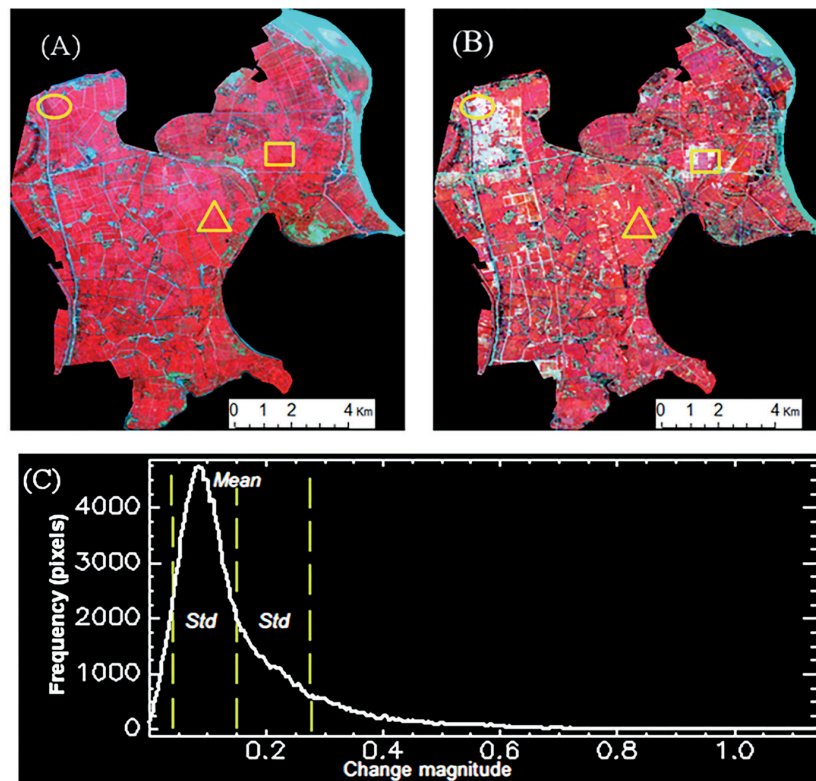 (A)
(B)
0 1 2 4 Km
0 1 2 4 Km
(C)
Mean
Std Std
Frequency (pixels)
4000
3000
2000
1000
0
0.2 0.4 0.6 0.8 1.0
Change magnitude